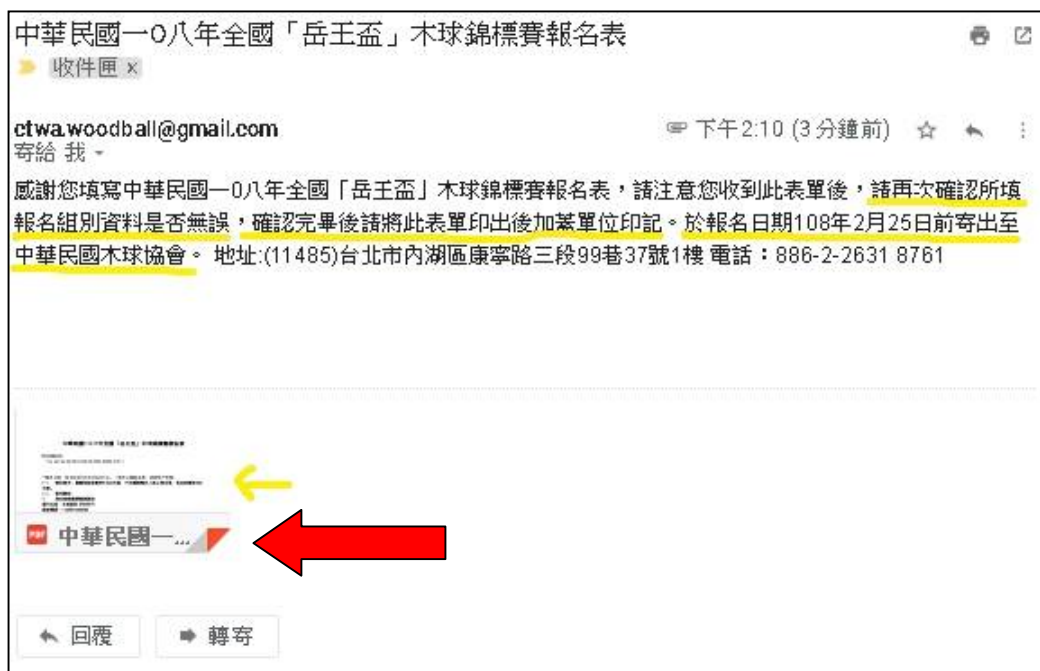 中華民國一0八年全國「岳王盃」木球錦標賽報名表
收件匣 x
ctwa.woodball@gmail.com
下午2:10 (3 分鐘前)
寄給 我
感謝您填寫中華民國一0八年全國「岳王盃」木球錦標賽報名表，請注意您收到此表單後，請再次確認所填
報名組別資料是否無誤，確認完畢後請將此表單印出後加蓋單位印記。於報名日期108年2月25日前寄出至
中華民國木球協會。 地址:(11485)台北市內湖區康寧路三段99巷37號1樓 電話：886-2-2631 8761
PDF 中華民國一...
回覆
轉寄